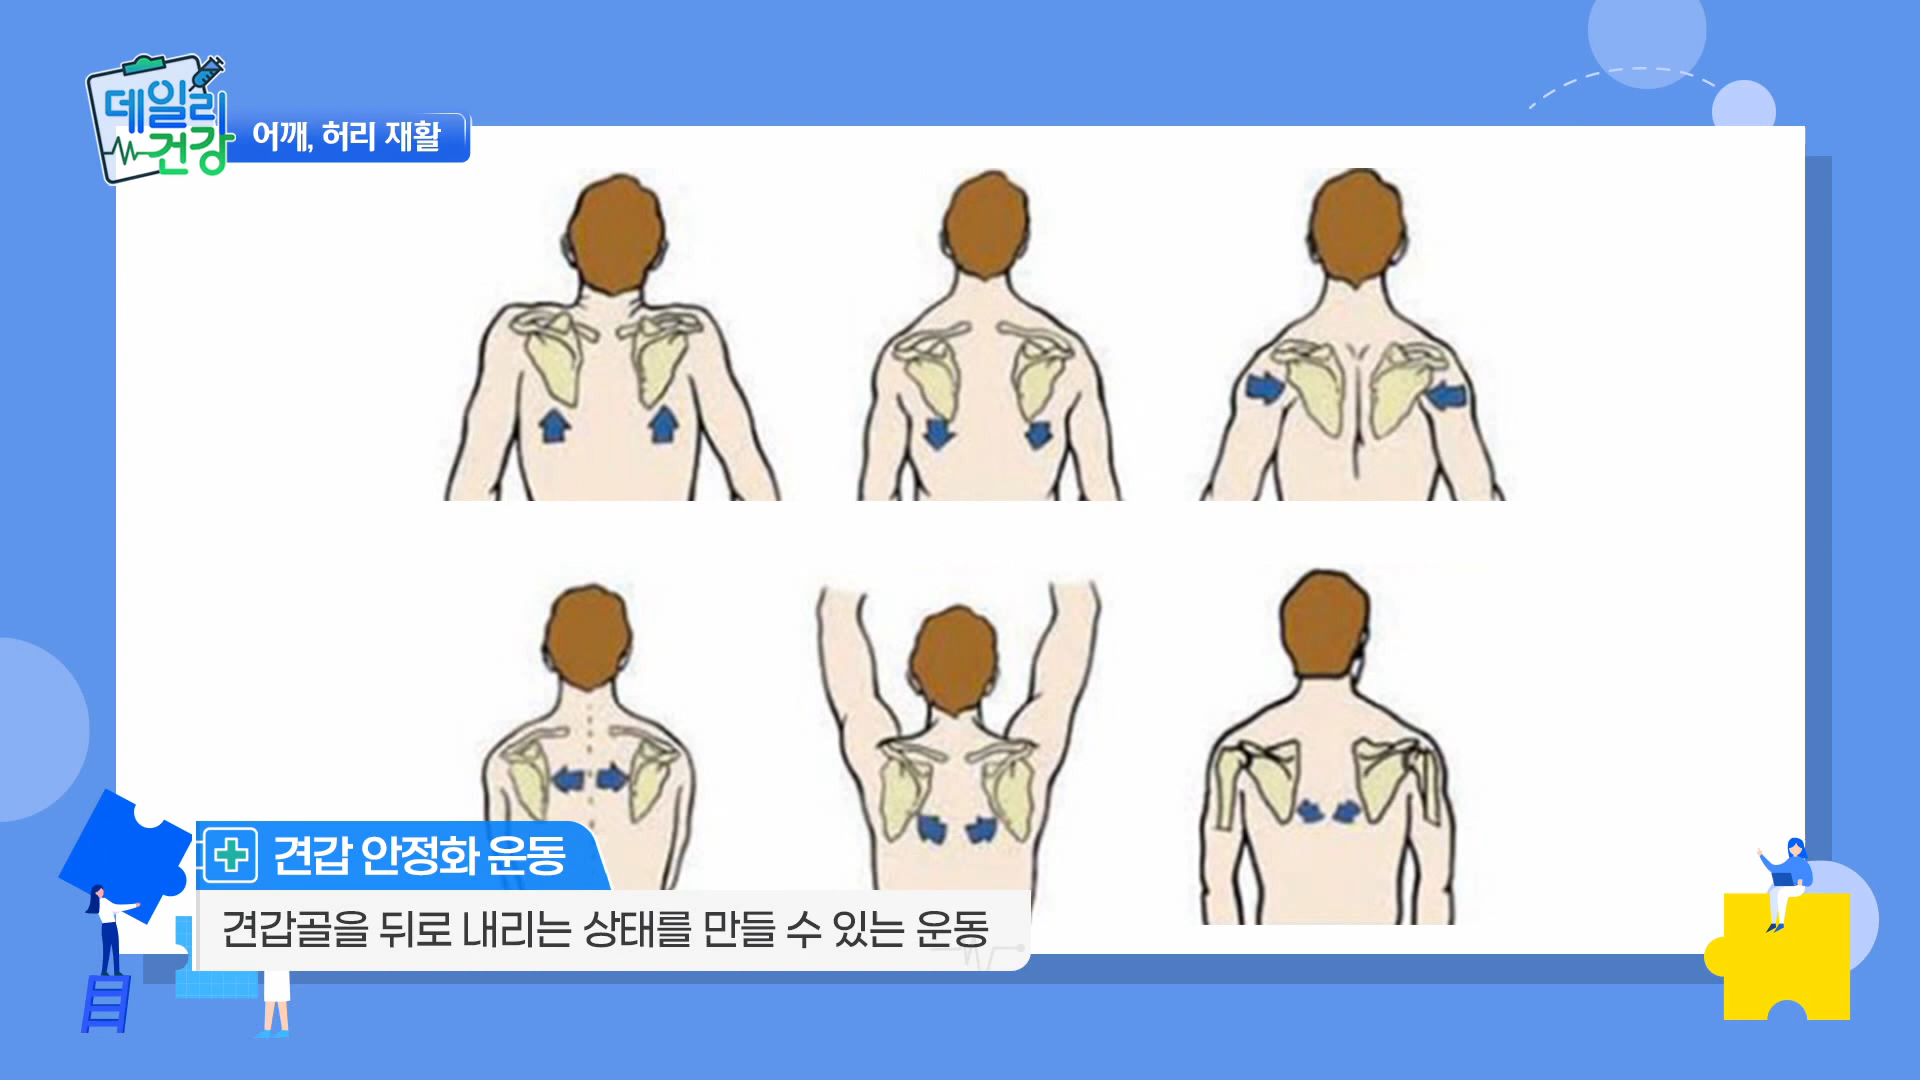 데일리
건강
어깨, 허리 재활
견갑 안정화 운동
견갑골을 뒤로 내리는 상태를 만들 수 있는 운동